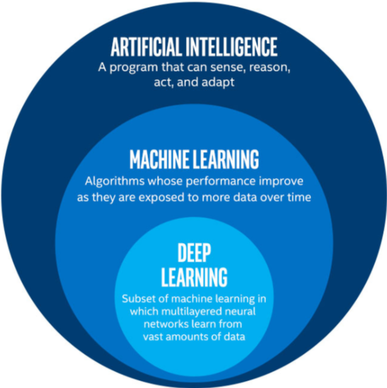 ARTIFICIAL INTELLIGENCE
A program that can sense, reason,
act, and adapt
MACHINE LEARNING
Algorithms whose performance improve
as they are exposed to more data over time
DEEP
LEARNING
Subset of machine learning in
which multilayered neural
networks learn from
vast amounts of data